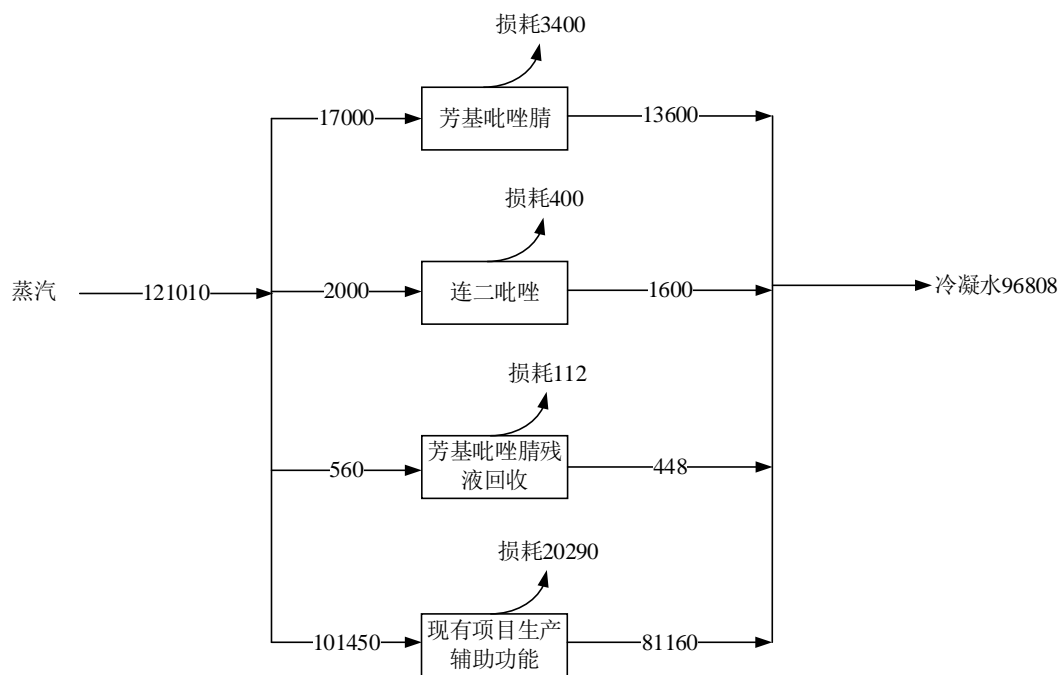 损耗3400
17000
芳基吡唑腈
13600
损耗400
蒸汽
121010
2000
连二吡唑
1600
冷凝水96808
损耗112
560
芳基吡唑腈残
液回收
448
损耗20290
101450
现有项目生产
辅助功能
81160